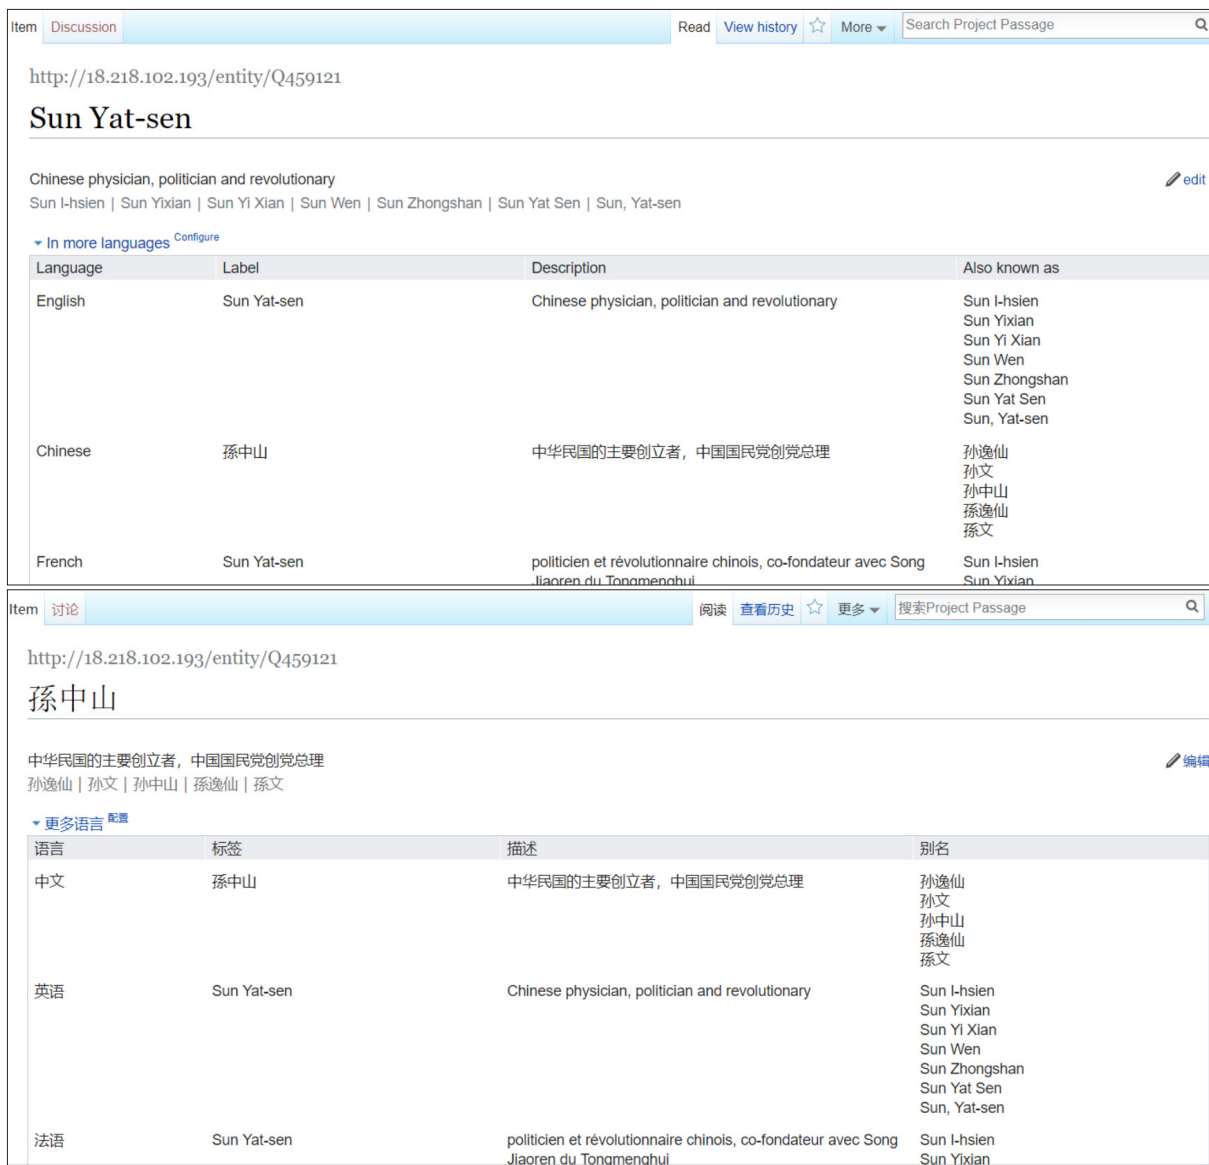 Item Discussion Read View history More Search Project Passage
http://18.218.102.193/entity/Q459121
Sun Yat-sen
Chinese physician, politician and revolutionary edit
Sun I-hsien | Sun Yixian | Sun Yi Xian | Sun Wen | Sun Zhongshan | Sun Yat Sen | Sun, Yat-sen
In more languages Configure
Language Label Description Also known as
English Sun Yat-sen Chinese physician, politician and revolutionary Sun I-hsien
Sun Yixian
Sun Yi Xian
Sun Wen
Sun Zhongshan
Sun Yat Sen
Sun, Yat-sen
Chinese 孫中山 中华民国的主要创立者，中国国民党创党总理 孙逸仙
孙文
孙中山
孫逸仙
孫文
French Sun Yat-sen politicien et révolutionnaire chinois, co-fondateur avec Song Sun I-hsien
Jiaoren du Tongmenghui Sun Yixian
Item 讨论 阅读 查看历史 更多 搜索Project Passage
http://18.218.102.193/entity/Q459121
孫中山
中华民国的主要创立者，中国国民党创党总理 编辑
孙逸仙 | 孙文 | 孙中山 | 孫逸仙 | 孫文
更多语言 配置
语言 标签 描述 别名
中文 孫中山 中华民国的主要创立者，中国国民党创党总理 孙逸仙
孙文
孙中山
孫逸仙
孫文
英语 Sun Yat-sen Chinese physician, politician and revolutionary Sun I-hsien
Sun Yixian
Sun Yi Xian
Sun Wen
Sun Zhongshan
Sun Yat Sen
Sun, Yat-sen
法语 Sun Yat-sen politicien et révolutionnaire chinois, co-fondateur avec Song Sun I-hsien
Jiaoren du Tongmenghui Sun Yixian